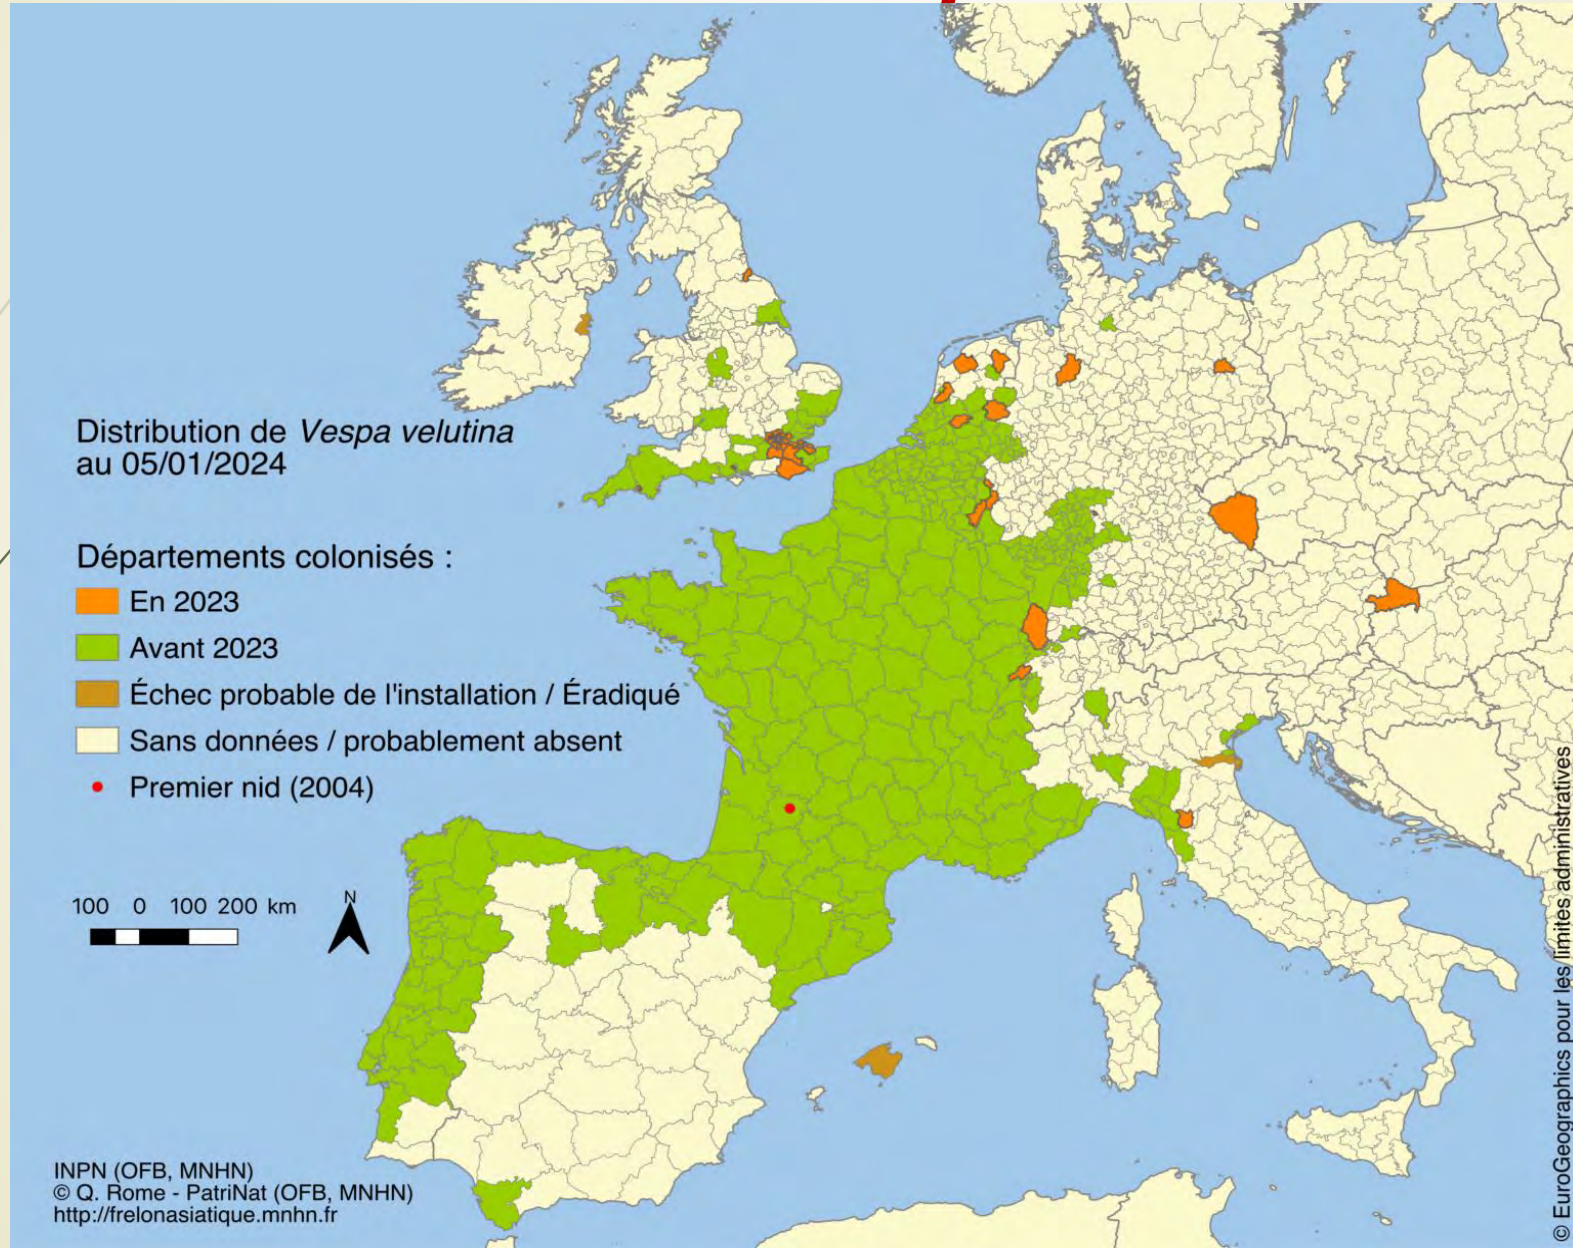 Distribution de Vespa velutina
au 05/01/2024
Départements colonisés :
En 2023
Avant 2023
Échec probable de l'installation / Éradiqué
Sans données / probablement absent
Premier nid (2004)
100 0 100 200 km
N
INPN (OFB, MNHN)
© Q. Rome - PatriNat (OFB, MNHN)
http://frelonasiatique.mnhn.fr
© EuroGeographics pour les limites administratives